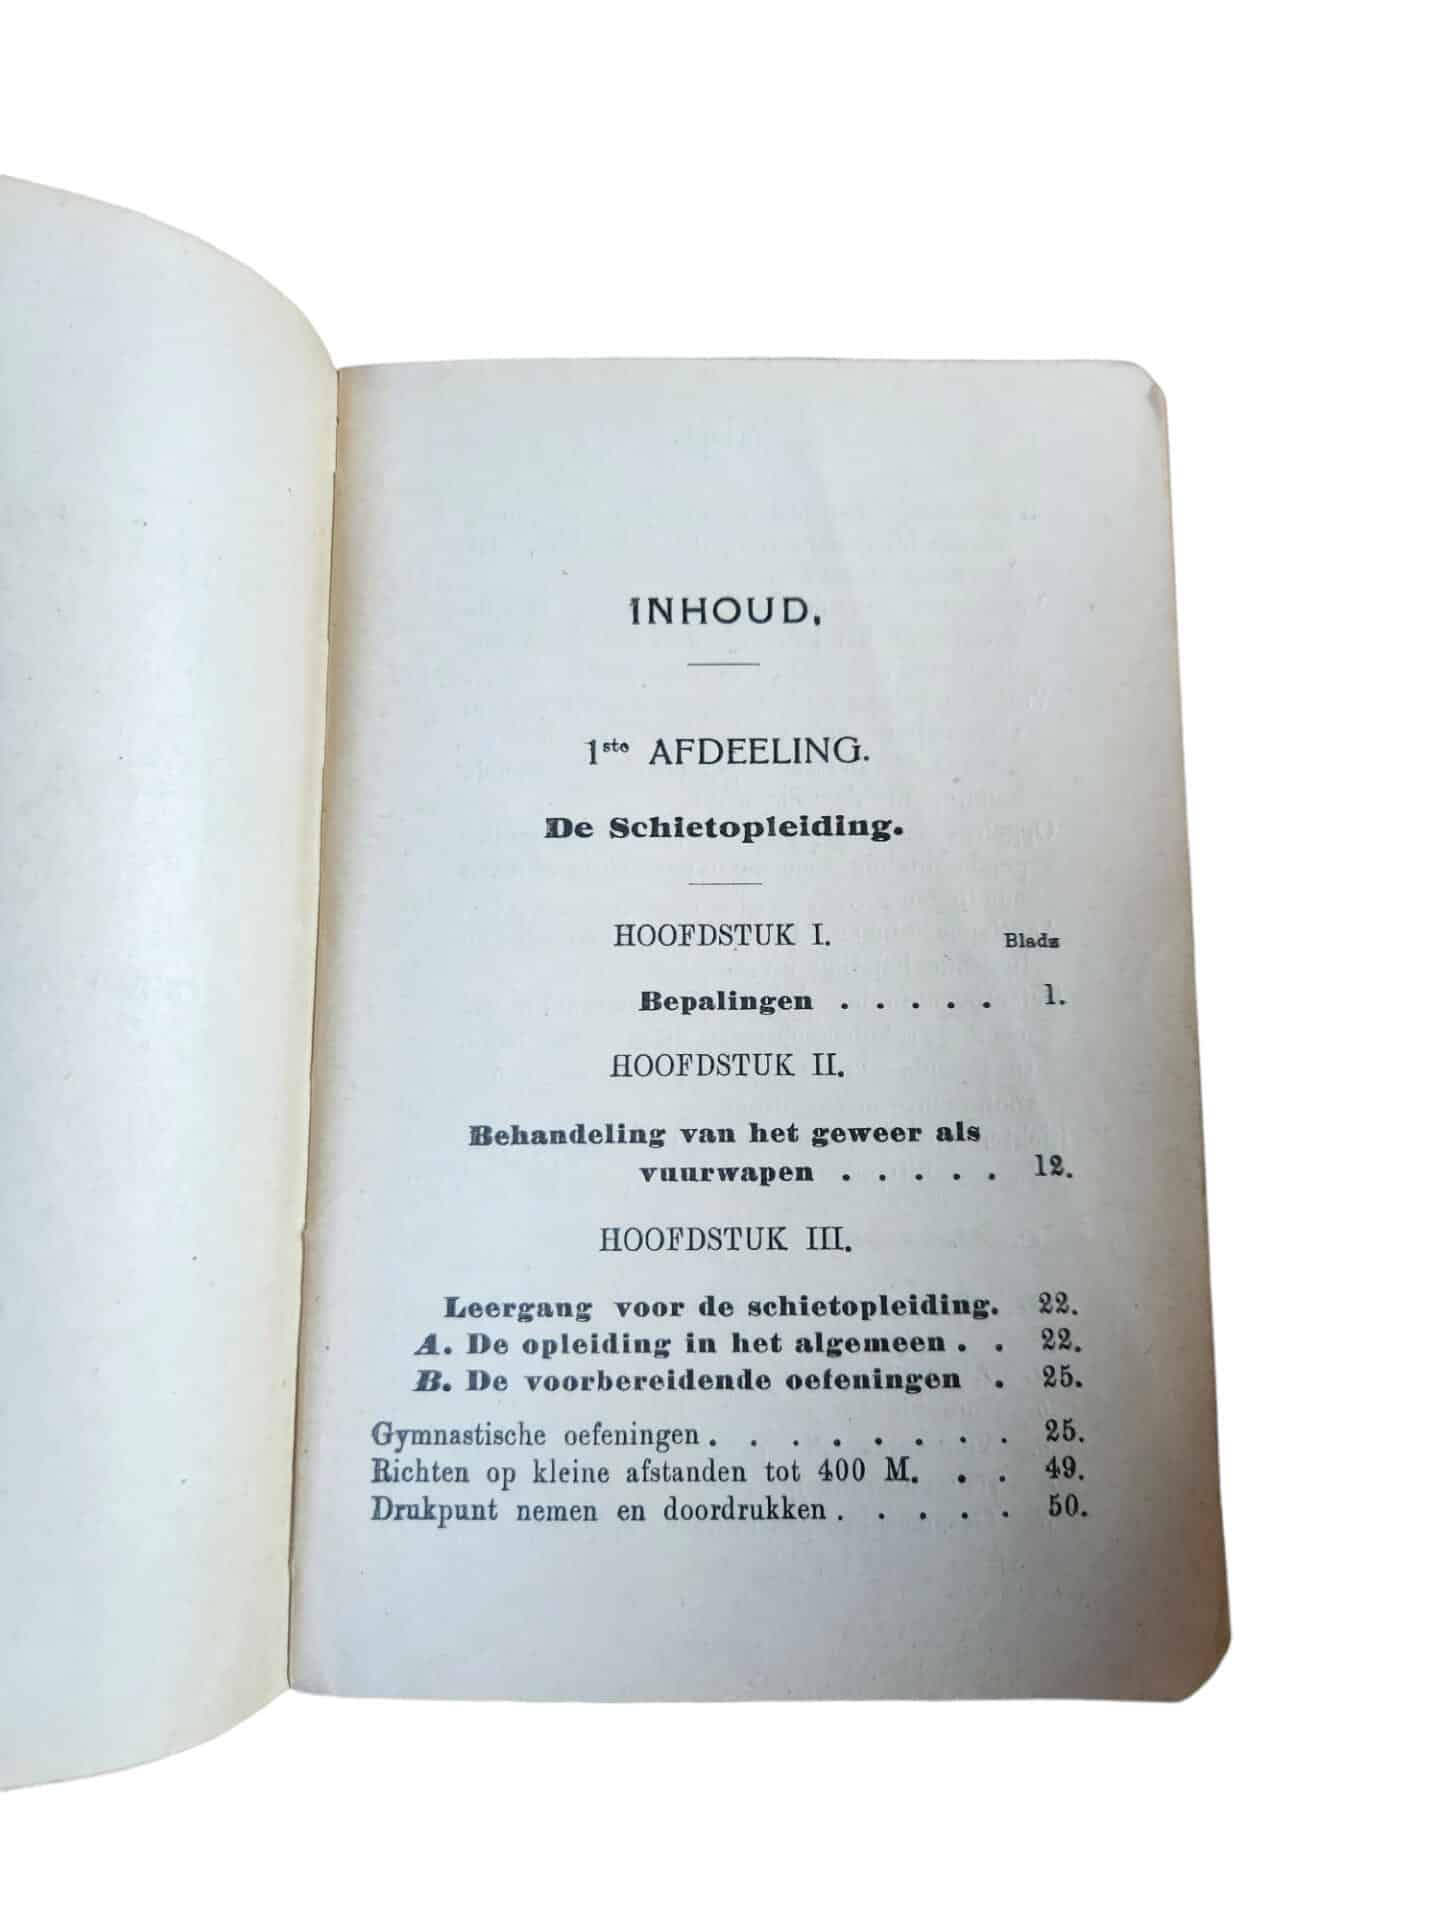 INHOUD.
1ste AFDEELING.
De Schietopleiding.
HOOFDSTUK I. Bladz
Bepalingen . . . . . 1.
HOOFDSTUK II.
Behandeling van het geweer als
vuurwapen . . . . . 12.
HOOFDSTUK III.
Leergang voor de schietopleiding. 22.
A. De opleiding in het algemeen . . 22.
B. De voorbereidende oefeningen . 25.
Gymnastische oefeningen . . . . . . . . 25.
Richten op kleine afstanden tot 400 M. . . 49.
Drukpunt nemen en doordrukken . . . . . 50.